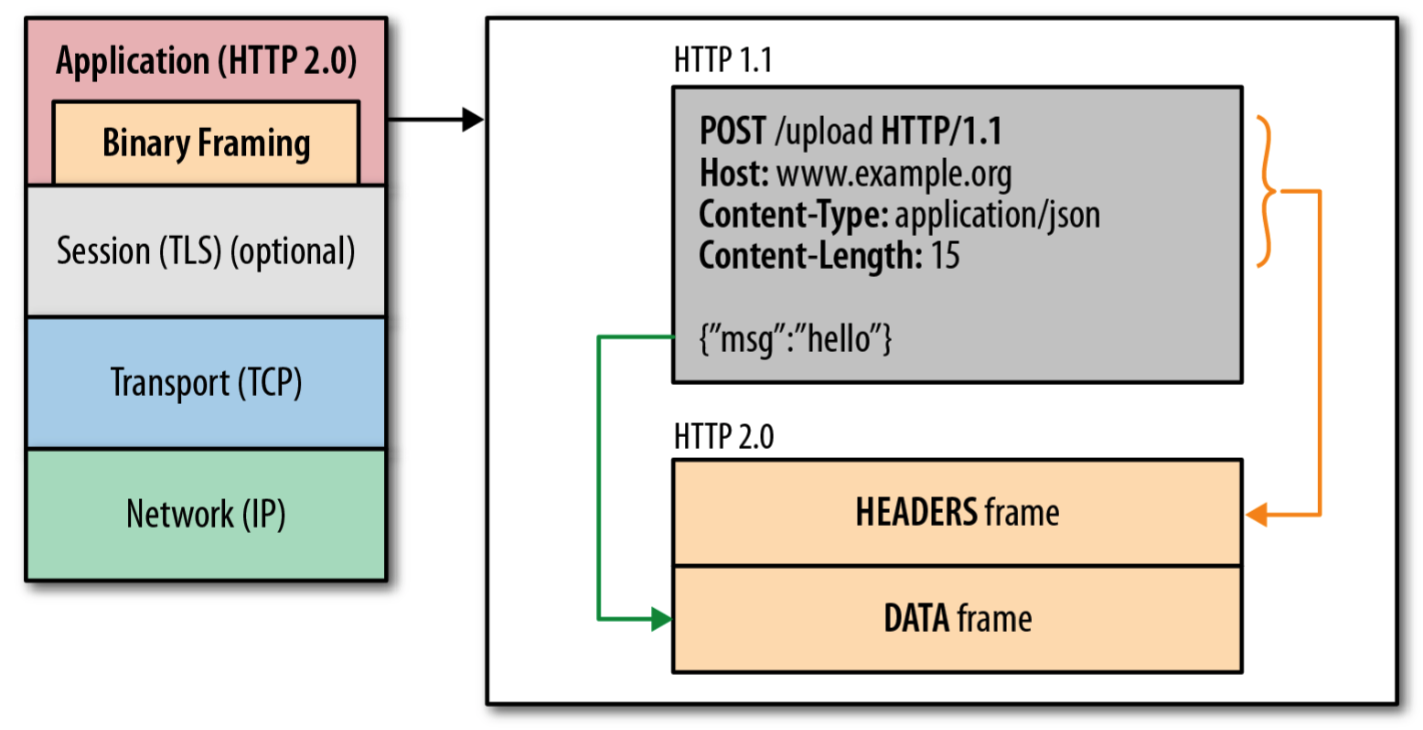 Application (HTTP 2.0)
Binary Framing
Session (TLS) (optional)
Transport (TCP)
Network (IP)
HTTP 1.1
POST /upload HTTP/1.1
Host: www.example.org
Content-Type: application/json
Content-Length: 15
{”msg”:”hello”}
HTTP 2.0
HEADERS frame
DATA frame